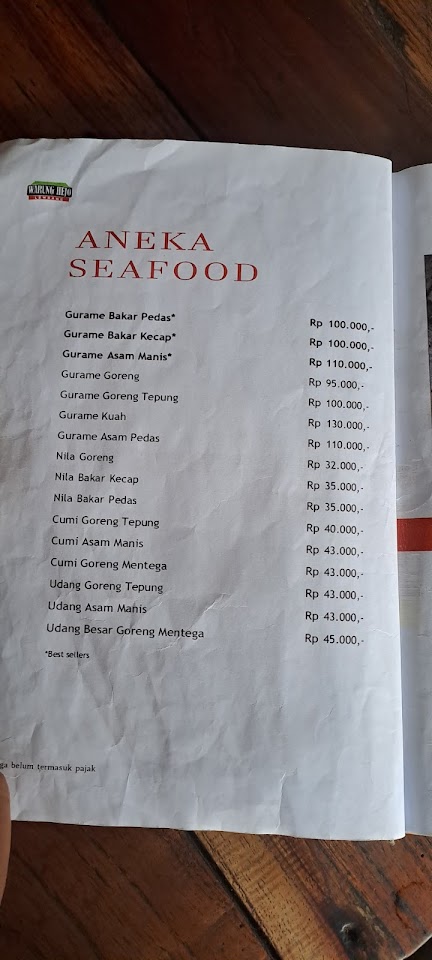 WARUNG HEJO
LEMBANG
ANEKA
SEAFOOD
Gurame Bakar Pedas* Rp 100.000,-
Gurame Bakar Kecap* Rp 100.000,-
Gurame Asam Manis* Rp 110.000,-
Gurame Goreng Rp 95.000,-
Gurame Goreng Tepung Rp 100.000,-
Gurame Kuah Rp 130.000,-
Gurame Asam Pedas Rp 110.000,-
Nila Goreng Rp 32.000,-
Nila Bakar Kecap Rp 35.000,-
Nila Bakar Pedas Rp 35.000,-
Cumi Goreng Tepung Rp 40.000,-
Cumi Asam Manis Rp 43.000,-
Cumi Goreng Mentega Rp 43.000,-
Udang Goreng Tepung Rp 43.000,-
Udang Asam Manis Rp 43.000,-
Udang Besar Goreng Mentega Rp 45.000,-
*Best sellers
ga belum termasuk pajak